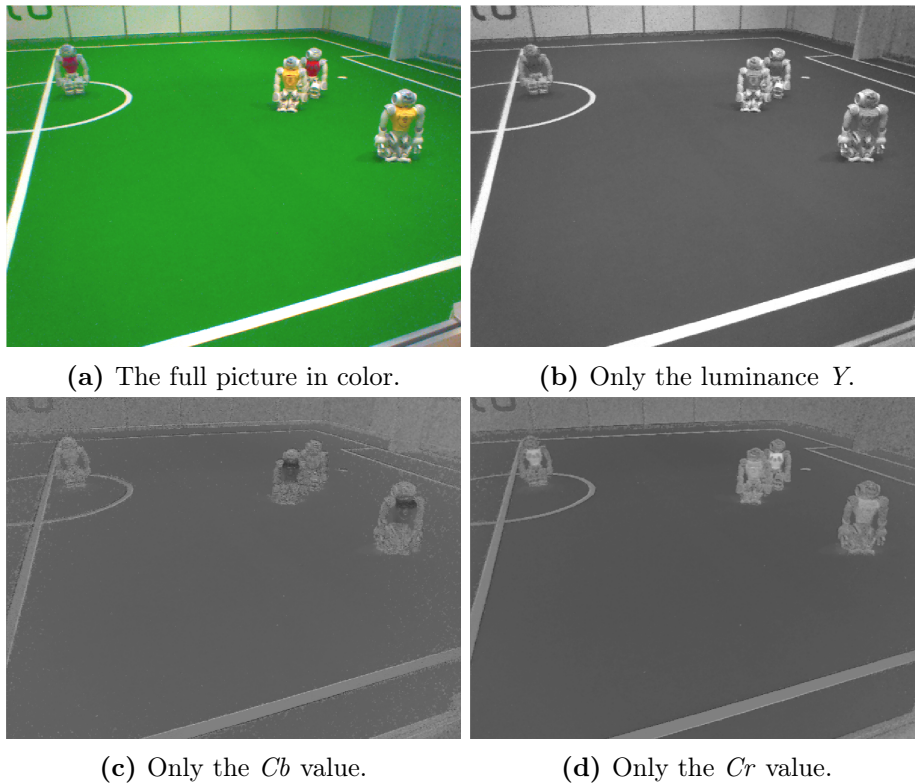 (a) The full picture in color.
(b) Only the luminance Y.
(c) Only the Cb value.
(d) Only the Cr value.